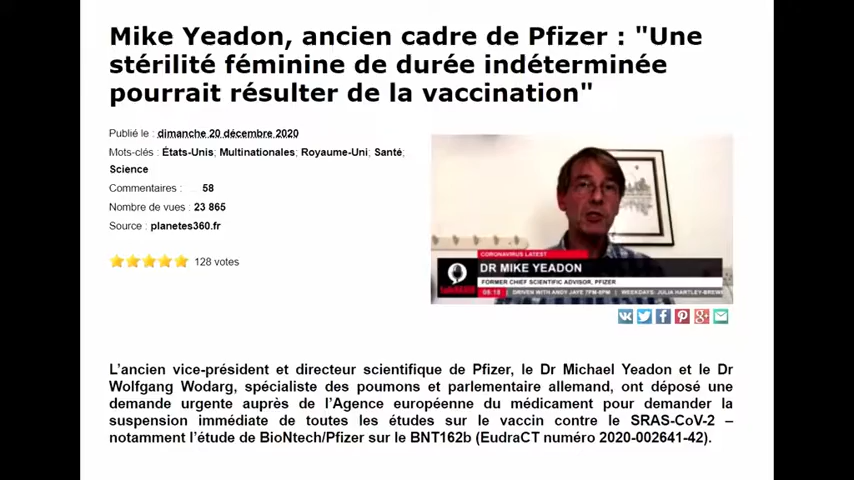 Mike Yeadon, ancien cadre de Pfizer : "Une
stérilité féminine de durée indéterminée
pourrait résulter de la vaccination"
Publié le : dimanche 20 décembre 2020
Mots-clés : États-Unis; Multinationales; Royaume-Uni; Santé;
Science
Commentaires : 58
Nombre de vues : 23 865
Source : planetes360.fr
128 votes
CORONAVIRUS LATEST
DR MIKE YEADON
FORMER CHIEF SCIENTIFIC ADVISOR, PFIZER
talkRADIO
DRIVEN WITH ANDY JAYE 7PM-8PM | WEEKDAYS: JULIA HARTLEY-BREWE
L'ancien vice-président et directeur scientifique de Pfizer, le Dr Michael Yeadon et le Dr
Wolfgang Wodarg, spécialiste des poumons et parlementaire allemand, ont déposé une
demande urgente auprès de l'Agence européenne du médicament pour demander la
suspension immédiate de toutes les études sur le vaccin contre le SRAS-CoV-2 –
notamment l'étude de BioNtech/Pfizer sur le BNT162b (EudraCT numéro 2020-002641-42).